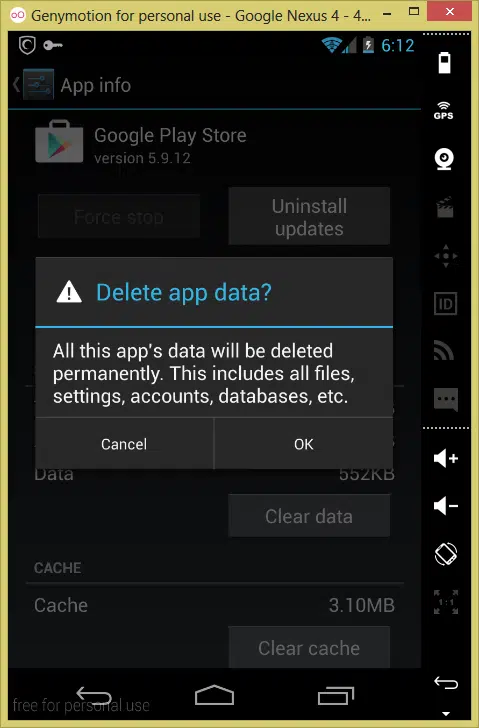 Genymotion for personal use - Google Nexus 4 - 4...
6:12
App info
GPS
Google Play Store
version 5.9.12
Force stop
Uninstall
updates
ID
Delete app data?
All this app's data will be deleted
permanently. This includes all files,
settings, accounts, databases, etc.
Cancel
OK
Data
552KB
Clear data
CACHE
Cache
3.10MB
1:1
Clear cache
free for personal use